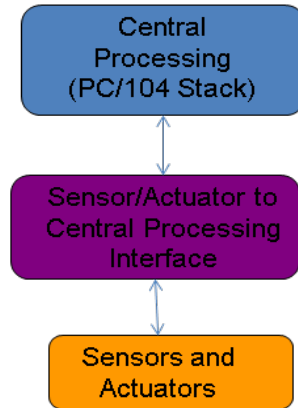 Central
Processing
(PC/104 Stack)
Sensor/Actuator to
Central Processing
Interface
Sensors and
Actuators